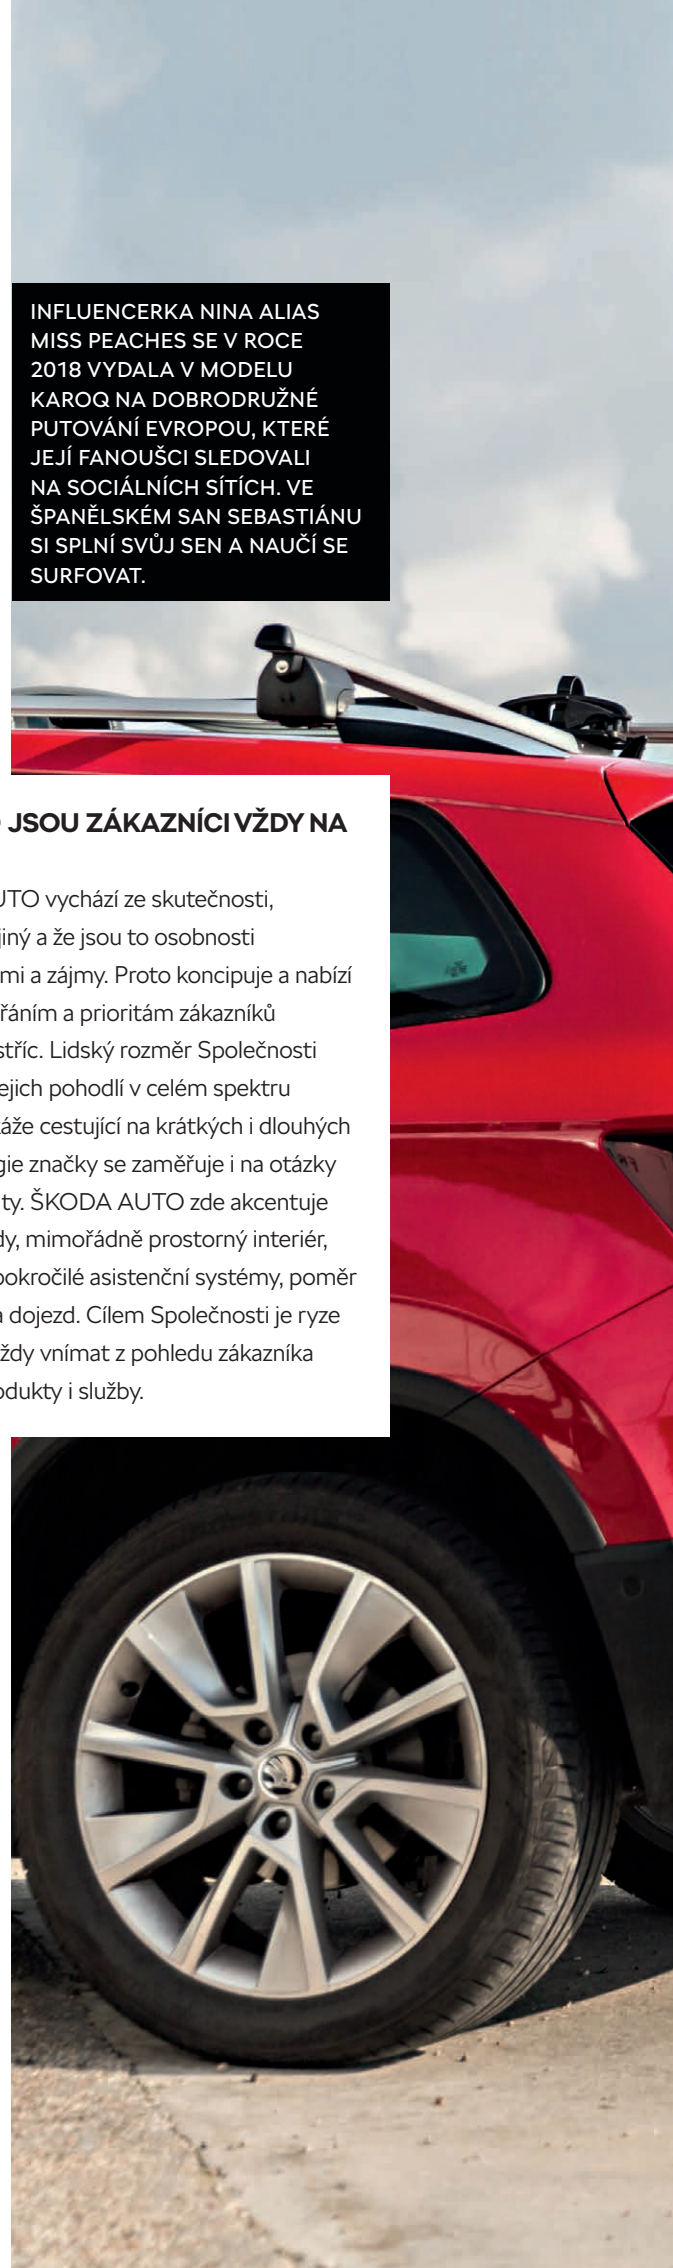 INFLUENCERKA NINA ALIAS
MISS PEACHES SE V ROCE
2018 VYDALA V MODELU
KAROQ NA DOBRODRUŽNÉ
PUTOVÁNÍ EVROPOU, KTERÉ
JEJÍ FANOUŠCI SLEDOVALI
NA SOCIÁLNÍCH SÍTÍCH. VE
ŠPANĚLSKÉM SAN SEBASTIÁNU
SI SPLNÍ SVŮJ SEN A NAUČÍ SE
SURFOVAT.
JSOU ZÁKAZNÍCI VŽDY NA
UTO vychází ze skutečnosti,
jiný a že jsou to osobnosti
mi a zájmy. Proto koncipuje a nabízí
řáním a prioritám zákazníků
stříc. Lidský rozměr Společnosti
ejich pohodlí v celém spektru
áže cestující na krátkých i dlouhých
gie značky se zaměřuje i na otázky
ty. ŠKODA AUTO zde akcentuje
dy, mimořádně prostorný interiér,
pokročilé asistenční systémy, poměr
a dojezd. Cílem Společnosti je ryze
ždy vnímat z pohledu zákazníka
odukty i služby.